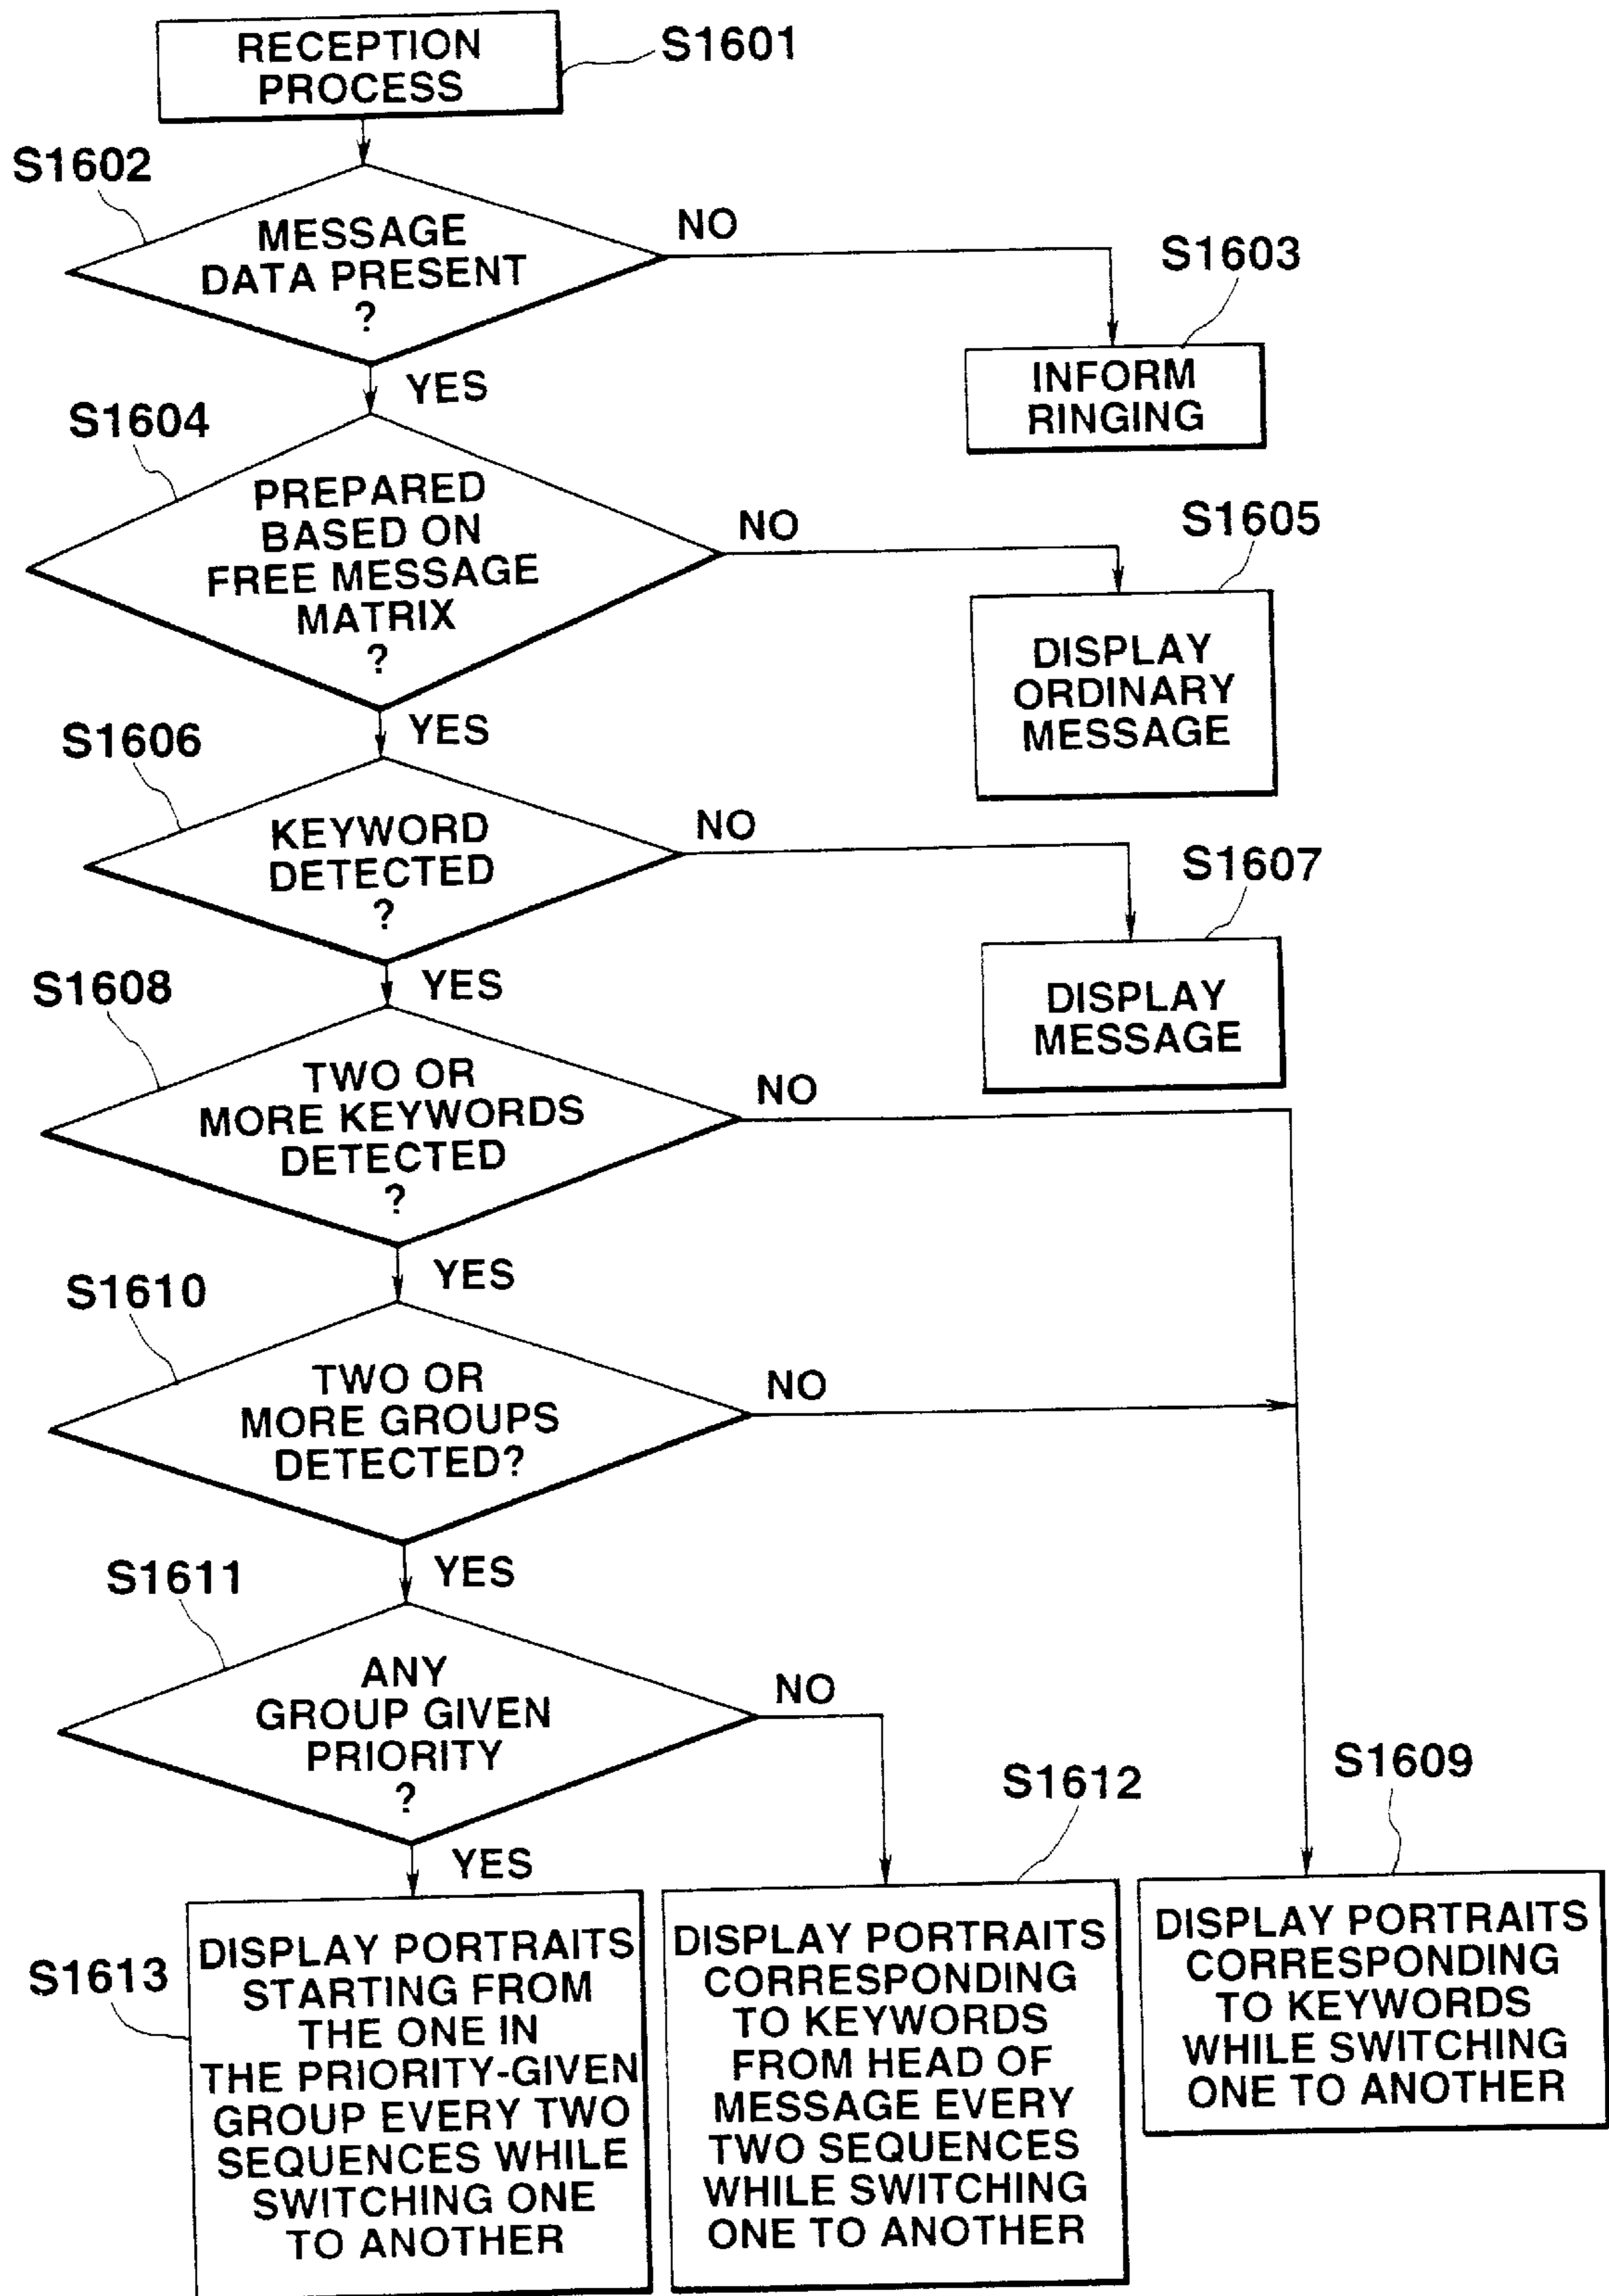 RECEPTION
PROCESS
S1601
S1602
MESSAGE
DATA PRESENT
?
NO
S1603
INFORM
RINGING
YES
S1604
PREPARED
BASED ON
FREE MESSAGE
MATRIX
?
NO
S1605
DISPLAY
ORDINARY
MESSAGE
YES
S1606
KEYWORD
DETECTED
?
NO
S1607
DISPLAY
MESSAGE
YES
S1608
TWO OR
MORE KEYWORDS
DETECTED
?
NO
YES
S1610
TWO OR
MORE GROUPS
DETECTED?
NO
YES
S1611
ANY
GROUP GIVEN
PRIORITY
?
NO
YES
S1613
DISPLAY PORTRAITS
STARTING FROM
THE ONE IN
THE PRIORITY-GIVEN
GROUP EVERY TWO
SEQUENCES WHILE
SWITCHING ONE
TO ANOTHER
S1612
DISPLAY PORTRAITS
CORRESPONDING
TO KEYWORDS
FROM HEAD OF
MESSAGE EVERY
TWO SEQUENCES
WHILE SWITCHING
ONE TO ANOTHER
S1609
DISPLAY PORTRAITS
CORRESPONDING
TO KEYWORDS
WHILE SWITCHING
ONE TO ANOTHER